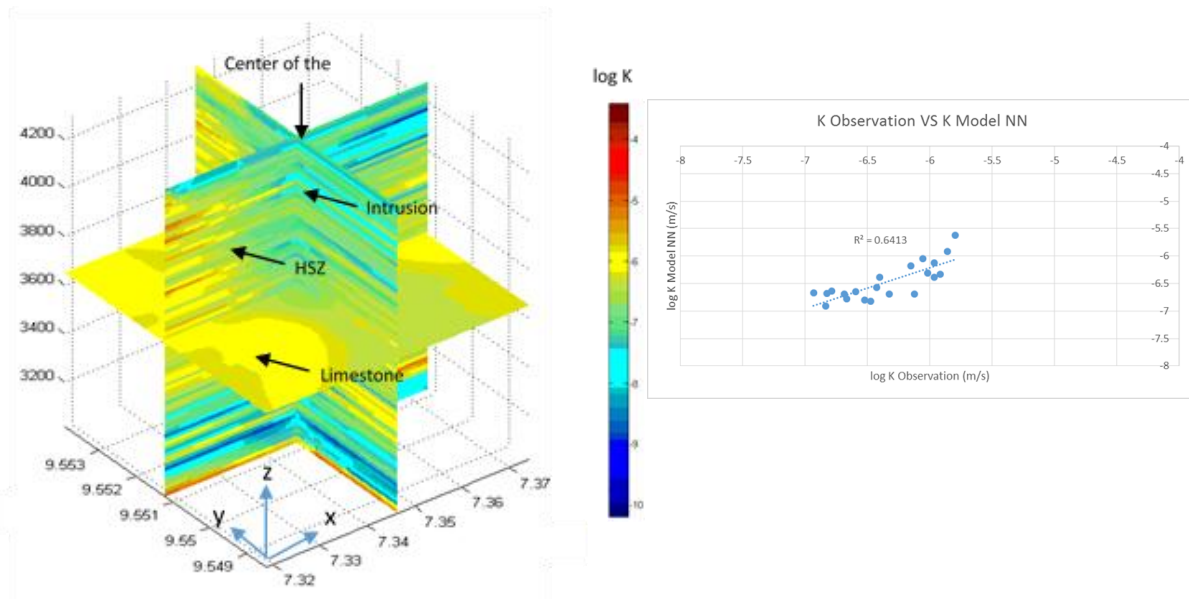 Center of the
4200
4000
3800
3600
3400
3200
Intrusion
HSZ
Limestone
z
y
x
9.553
9.552
9.551
9.55
9.549
7.37
7.36
7.35
7.34
7.33
7.32
log K
-4
-5
-6
-7
-8
-9
-10
K Observation VS K Model NN
-8 -7.5 -7 -6.5 -6 -5.5 -5 -4.5 -4
-4
-4.5
-5
-5.5
-6
-6.5
-7
-7.5
-8
R² = 0.6413
log K Model NN (m/s)
log K Observation (m/s)